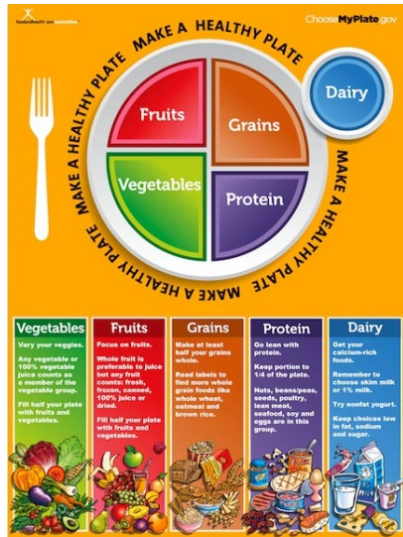 foodandhealth.com
ChooseMyPlate.gov
MAKE A HEALTHY PLATE
MAKE A HEALTHY PLATE
MAKE A HEALTHY PLATE
MAKE A HEALTHY PLATE
Dairy
Fruits
Grains
Vegetables
Protein
Vegetables
Vary your veggies.
Any vegetable or
100% vegetable
juice counts as
a member of the
vegetable group.
Fill half your plate
with fruits and
vegetables.
Fruits
Focus on fruits.
Whole fruit is
preferable to juice
but any fruit
counts: fresh,
frozen, canned,
100% juice or
dried.
Fill half your plate
with fruits and
vegetables.
Grains
Make at least
half your grains
whole.
Read labels to
find more whole
grain foods like
whole wheat,
oatmeal and
brown rice.
Protein
Go lean with
protein.
Keep portion to
1/4 of the plate.
Nuts, beans/peas,
seeds, poultry,
lean meat,
seafood, soy and
eggs are in this
group.
Dairy
Get your
calcium-rich
foods.
Remember to
choose skim milk
or 1% milk.
Try nonfat yogurt.
Keep choices low
in fat, sodium
and sugar.